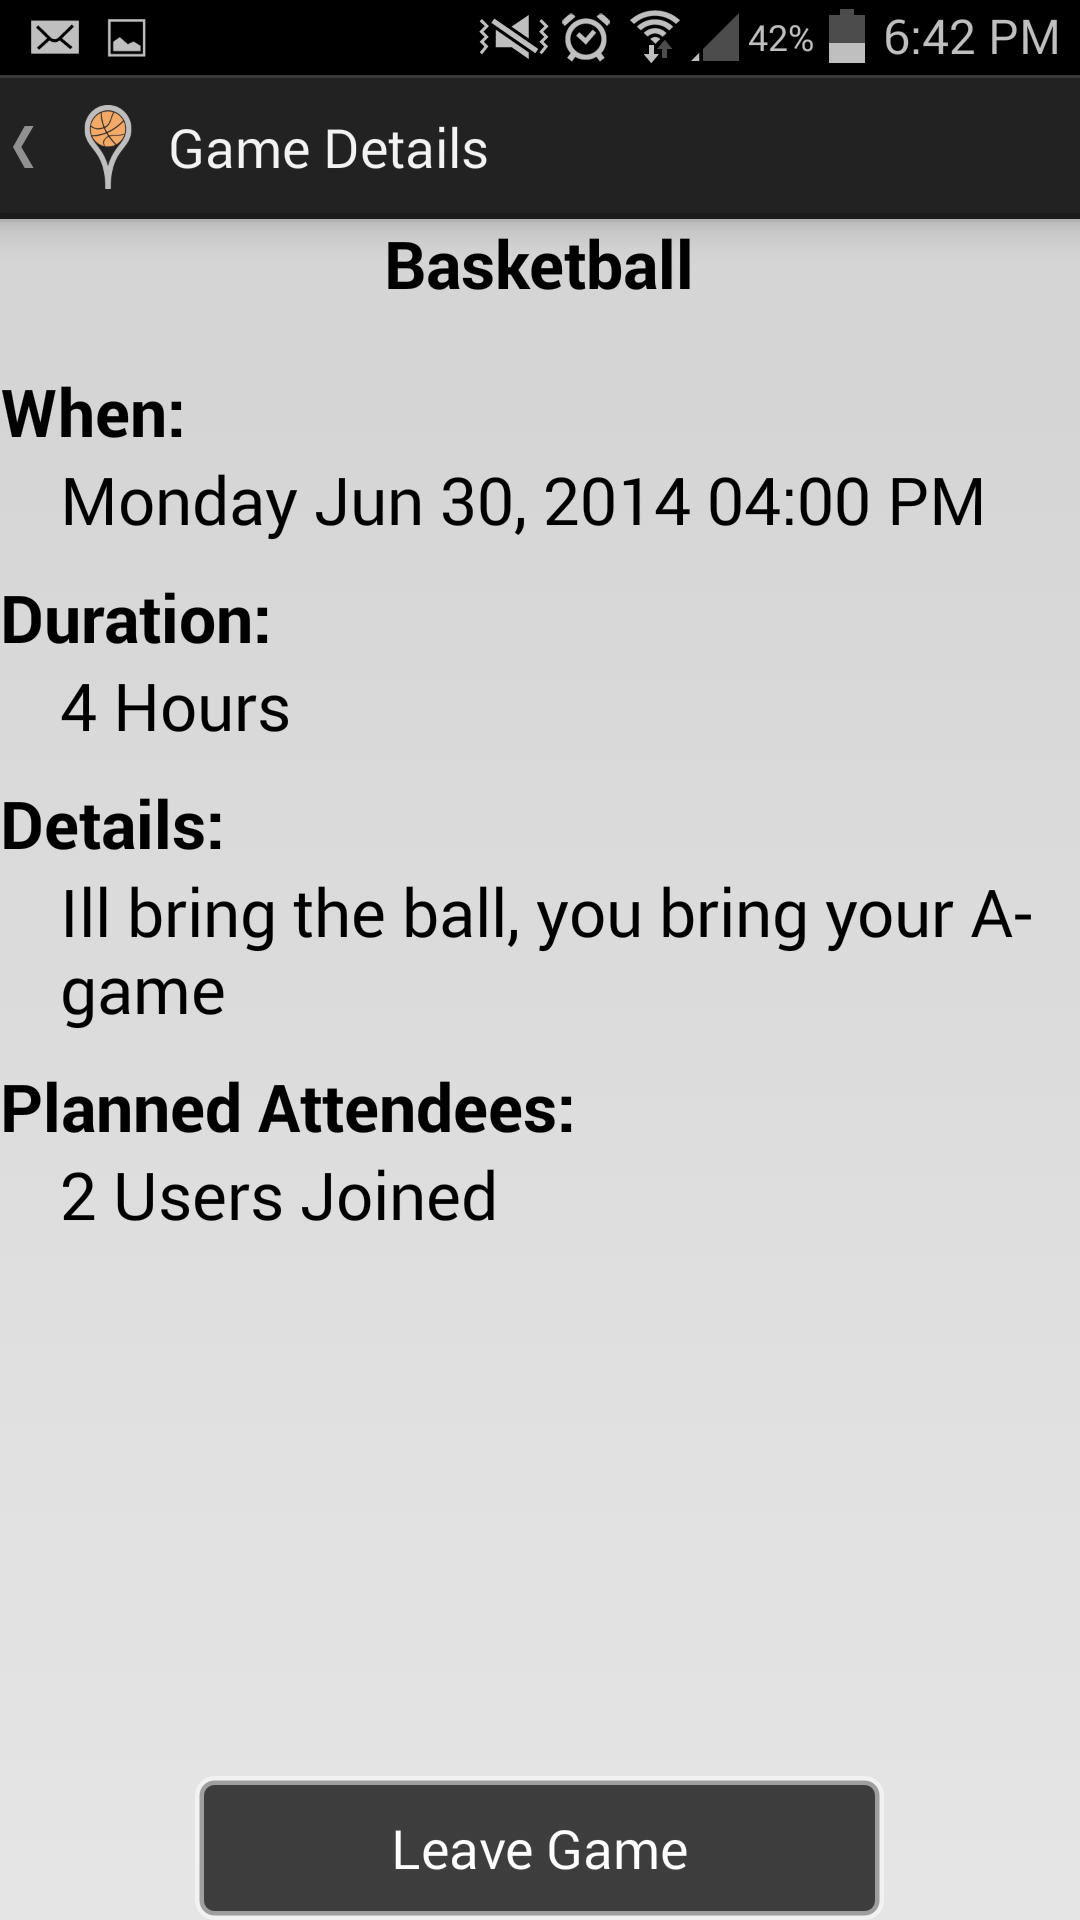 42% 6:42 PM
Game Details
Basketball
When:
Monday Jun 30, 2014 04:00 PM
Duration:
4 Hours
Details:
Ill bring the ball, you bring your A-
game
Planned Attendees:
2 Users Joined
Leave Game